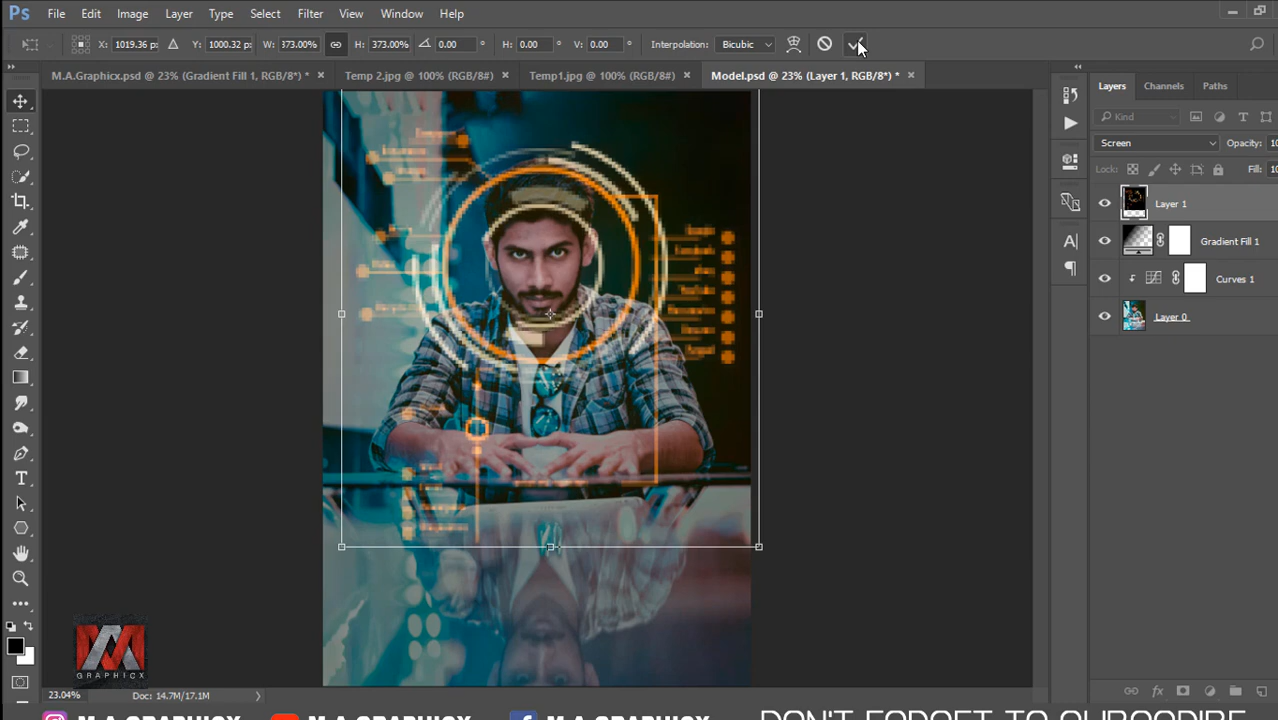 Ps File Edit Image Layer Type Select Filter View Window Help
X: 1019.36 p Y: 1000.32 p W: 373.00% H: 373.00% 0.00 ° H: 0.00 ° V: 0.00 ° Interpolation: Bicubic
M.A.Graphicx.psd @ 23% (Gradient Fill 1, RGB/8*) * × Temp 2.jpg @ 100% (RGB/8#) × Temp1.jpg @ 100% (RGB/8#) × Model.psd @ 23% (Layer 1, RGB/8*) * ×
Layers Channels Paths
Kind
Screen Opacity: 10
Lock: Fill: 10
Layer 1
Gradient Fill 1
Curves 1
Layer 0
GRAPHICX
23.04% Doc: 14.7M/17.1M
M.A GRAPHICX M.A GRAPHICX M.A GRAPHICX DON'T FORGET TO SUBSCRIBE